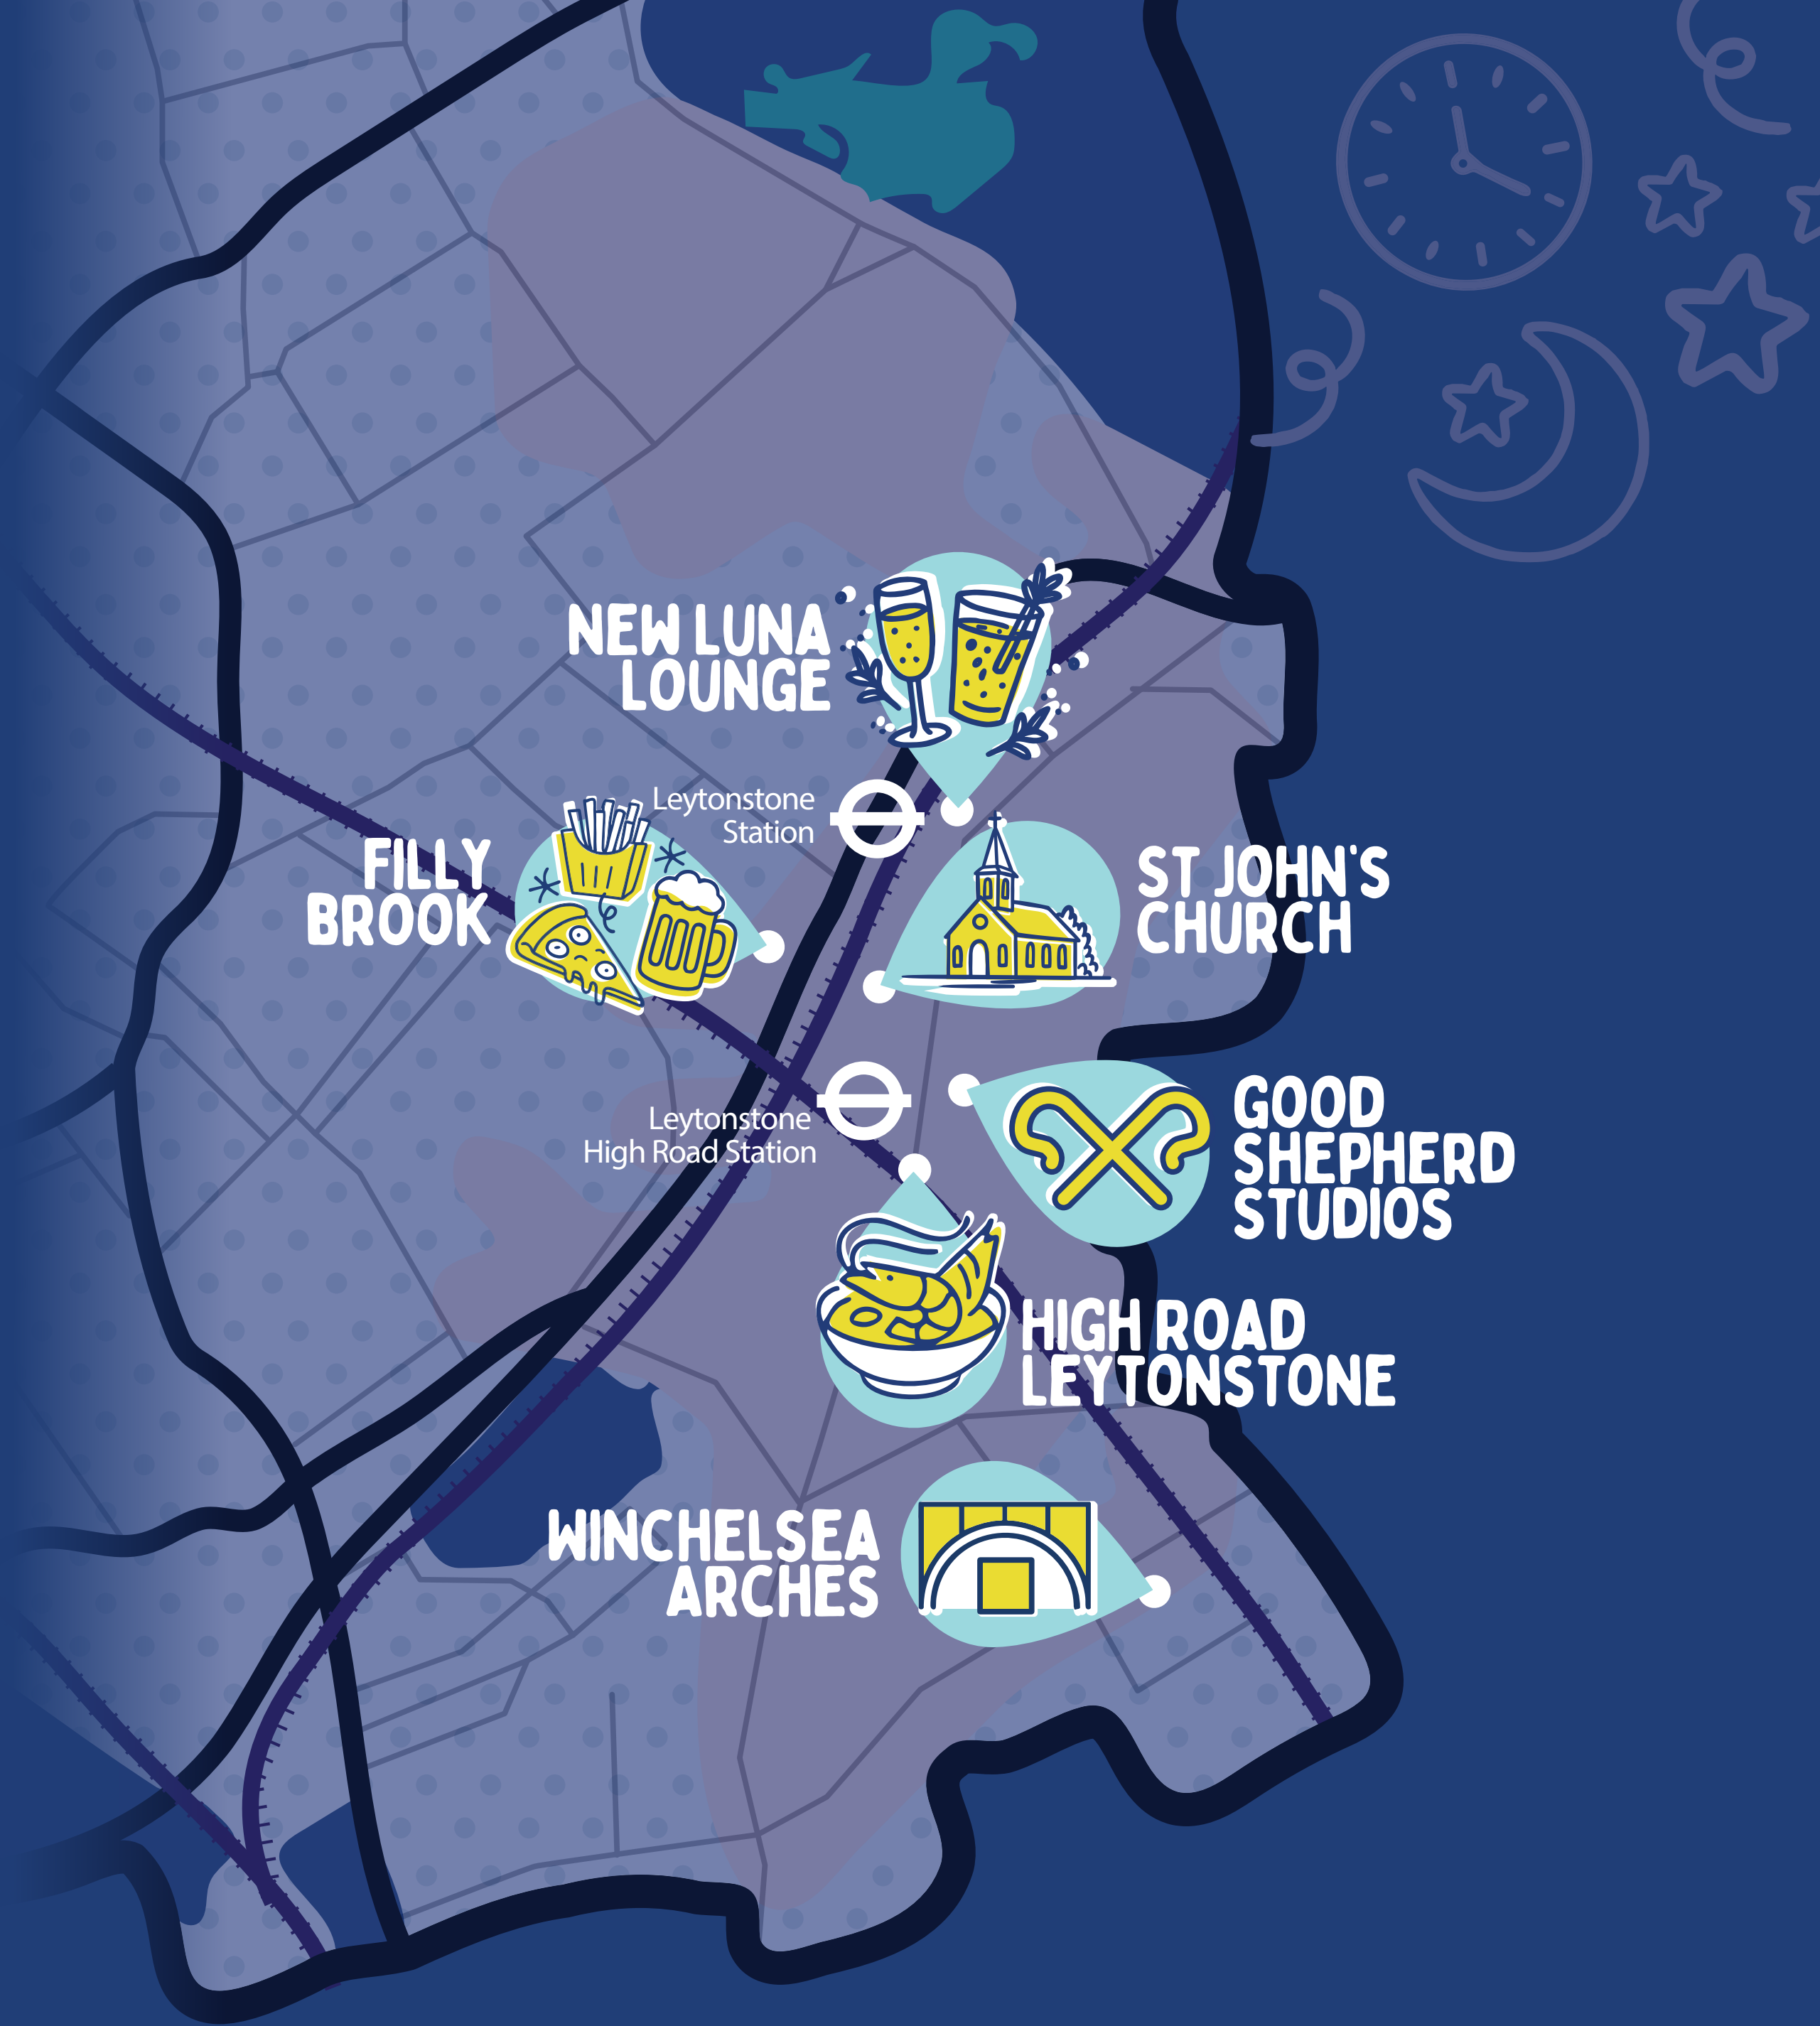 NEW LUNA
LOUNGE
Leytonstone
Station
FILLY
BROOK
ST JOHN'S
CHURCH
Leytonstone
High Road Station
GOOD
SHEPHERD
STUDIOS
HIGH ROAD
LEYTONSTONE
WINCHELSEA
ARCHES